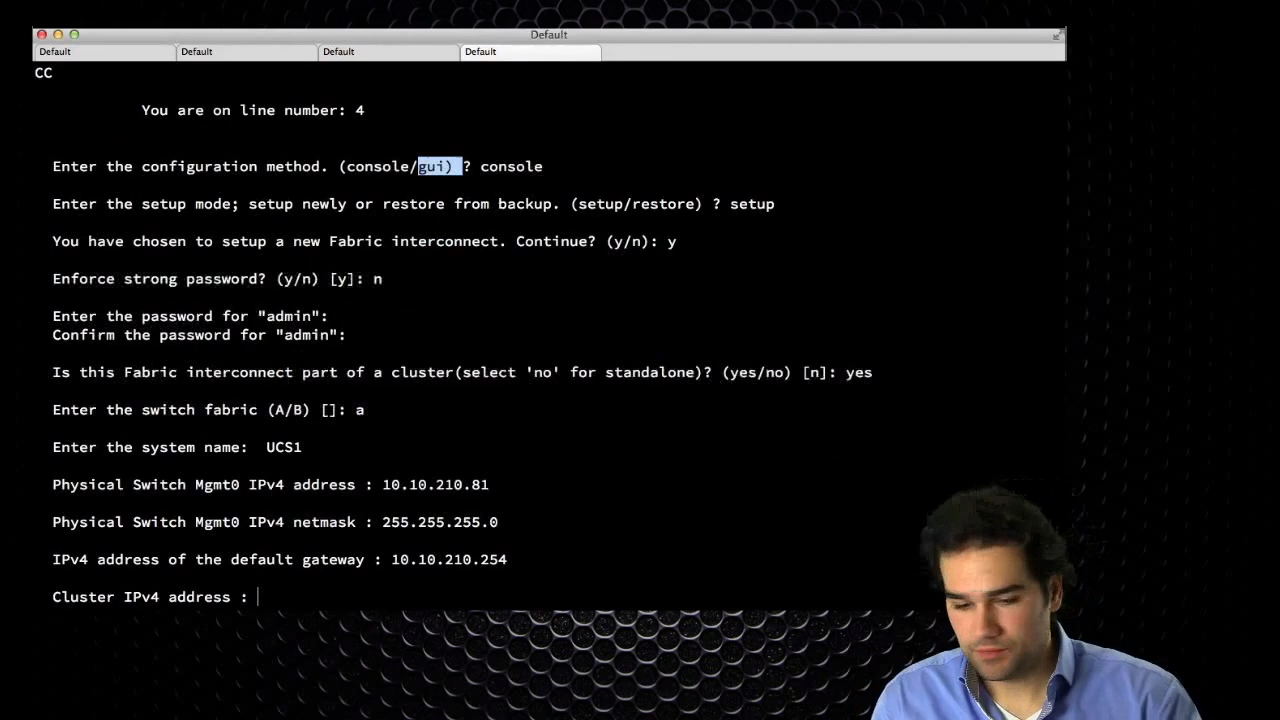 Default
Default
Default
Default
Default
CC
You are on line number: 4
Enter the configuration method. (console/gui) ? console
Enter the setup mode; setup newly or restore from backup. (setup/restore) ? setup
You have chosen to setup a new Fabric interconnect. Continue? (y/n): y
Enforce strong password? (y/n) [y]: n
Enter the password for "admin":
Confirm the password for "admin":
Is this Fabric interconnect part of a cluster(select 'no' for standalone)? (yes/no) [n]: yes
Enter the switch fabric (A/B) []: a
Enter the system name:  UCS1
Physical Switch Mgmt0 IPv4 address : 10.10.210.81
Physical Switch Mgmt0 IPv4 netmask : 255.255.255.0
IPv4 address of the default gateway : 10.10.210.254
Cluster IPv4 address :